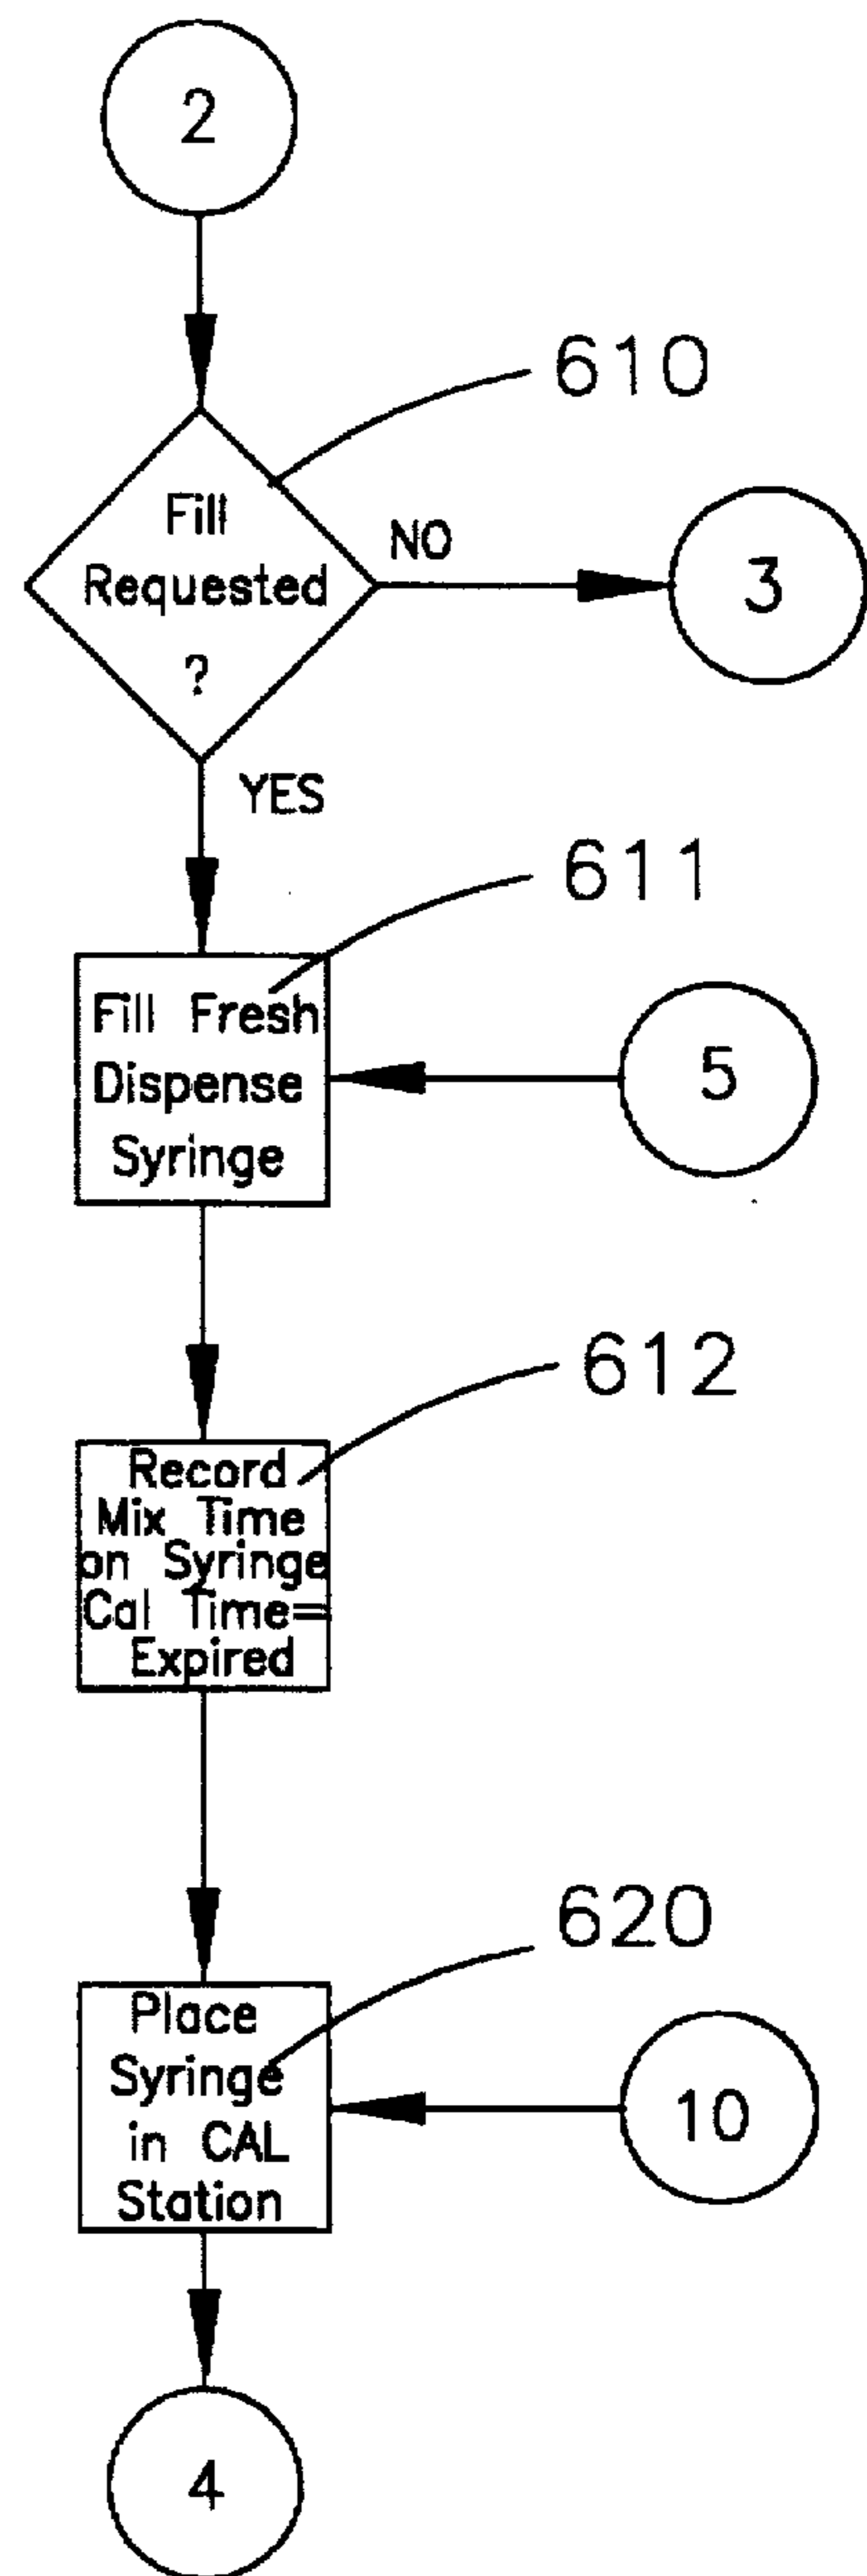 2
610
Fill
Requested
?
NO
3
YES
611
Fill Fresh
Dispense
Syringe
5
612
Record
Mix Time
on Syringe
Cal Time=
Expired
620
Place
Syringe
in CAL
Station
10
4